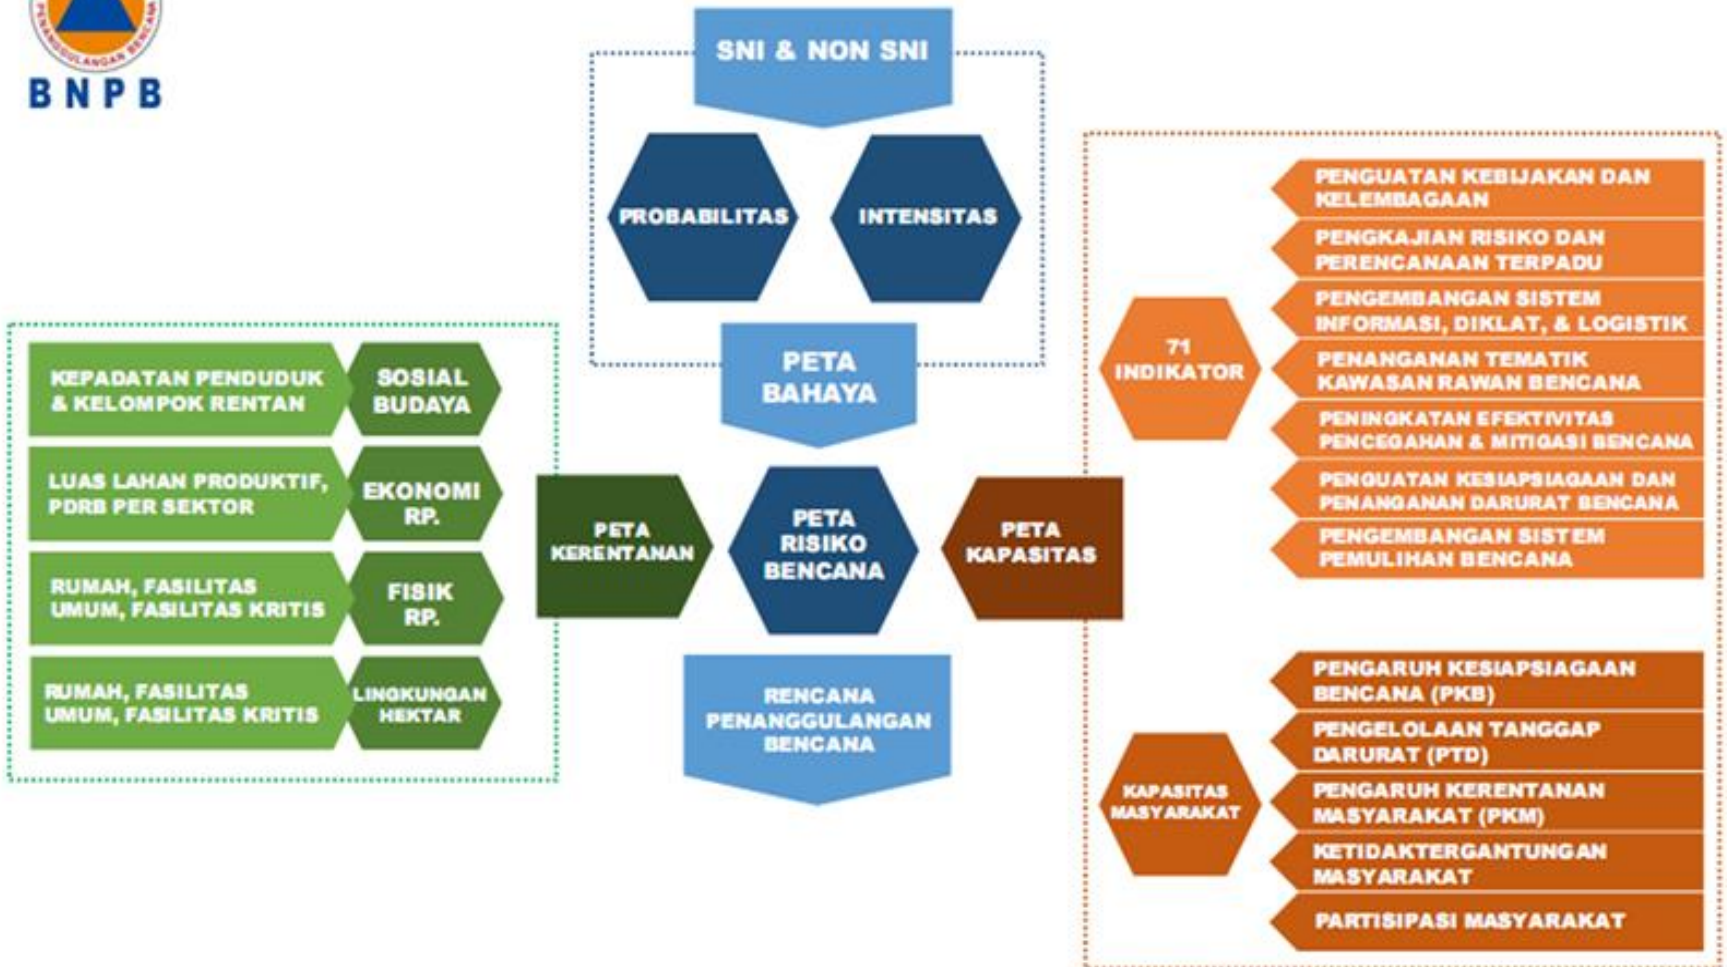 PENANGGULANGAN BENCANA
BNPB
SNI & NON SNI
PROBABILITAS
INTENSITAS
PETA
BAHAYA
KEPADATAN PENDUDUK
& KELOMPOK RENTAN
SOSIAL
BUDAYA
LUAS LAHAN PRODUKTIF,
PDRB PER SEKTOR
EKONOMI
RP.
RUMAH, FASILITAS
UMUM, FASILITAS KRITIS
FISIK
RP.
RUMAH, FASILITAS
UMUM, FASILITAS KRITIS
LINGKUNGAN
HEKTAR
PETA
KERENTANAN
PETA
RISIKO
BENCANA
PETA
KAPASITAS
RENCANA
PENANGGULANGAN
BENCANA
71
INDIKATOR
PENGUATAN KEBIJAKAN DAN
KELEMBAGAAN
PENGKAJIAN RISIKO DAN
PERENCANAAN TERPADU
PENGEMBANGAN SISTEM
INFORMASI, DIKLAT, & LOGISTIK
PENANGANAN TEMATIK
KAWASAN RAWAN BENCANA
PENINGKATAN EFEKTIVITAS
PENCEGAHAN & MITIGASI BENCANA
PENGUATAN KESIAPSIAGAAN DAN
PENANGANAN DARURAT BENCANA
PENGEMBANGAN SISTEM
PEMULIHAN BENCANA
KAPASITAS
MASYARAKAT
PENGARUH KESIAPSIAGAAN
BENCANA (PKB)
PENGELOLAAN TANGGAP
DARURAT (PTD)
PENGARUH KERENTANAN
MASYARAKAT (PKM)
KETIDAKTERGANTUNGAN
MASYARAKAT
PARTISIPASI MASYARAKAT